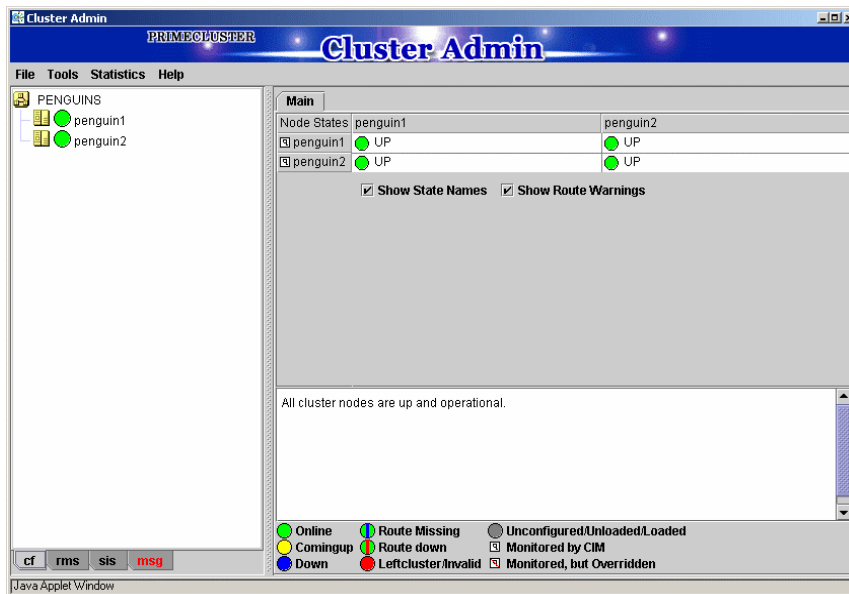 Cluster Admin
PRIMECLUSTER
Cluster Admin
File Tools Statistics Help
PENGUINS
penguin1
penguin2
Main
Node States penguin1 penguin2
penguin1 UP UP
penguin2 UP UP
Show State Names Show Route Warnings
All cluster nodes are up and operational.
Online Route Missing Unconfigured/Unloaded/Loaded
Comingup Route down Monitored by CIM
Down Leftcluster/Invalid Monitored, but Overridden
cf rms sis msg
Java Applet Window